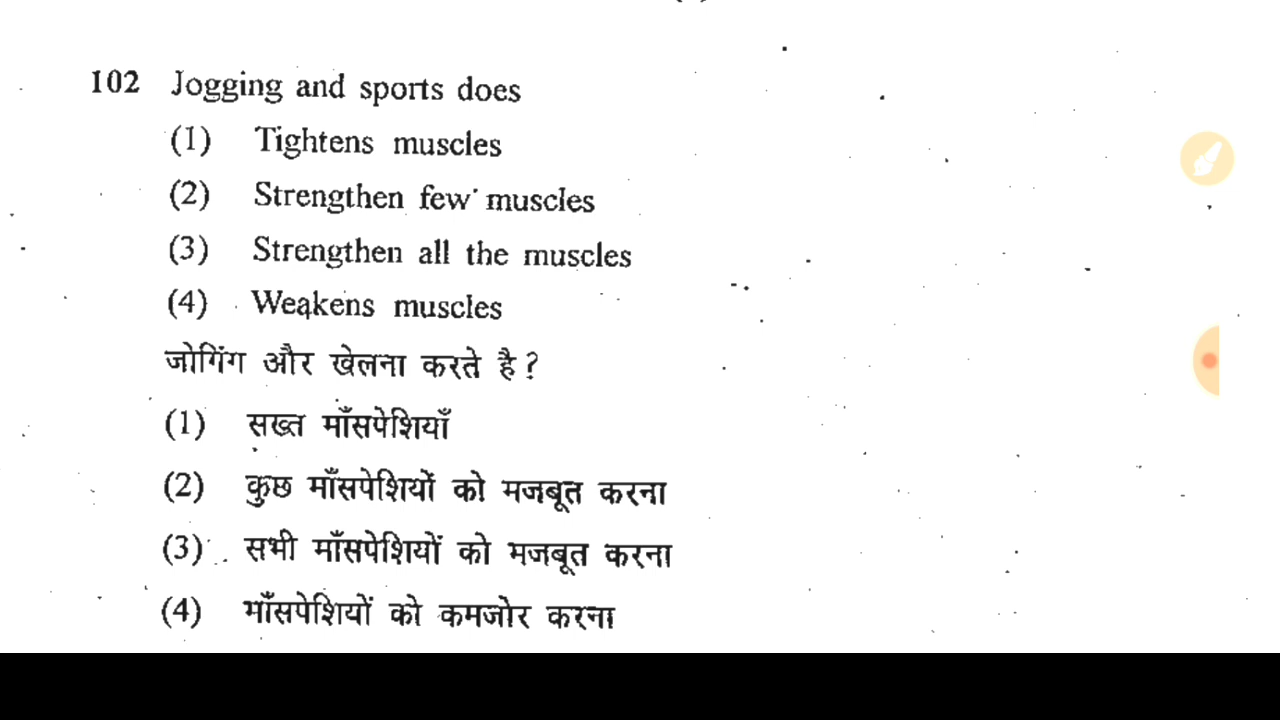 102 Jogging and sports does
(1) Tightens muscles
(2) Strengthen few muscles
(3) Strengthen all the muscles
(4) Weakens muscles
जोगिंग और खेलना करते है ?
(1) सख्त माँसपेशियाँ
(2) कुछ माँसपेशियों को मजबूत करना
(3) सभी माँसपेशियों को मजबूत करना
(4) माँसपेशियों को कमजोर करना